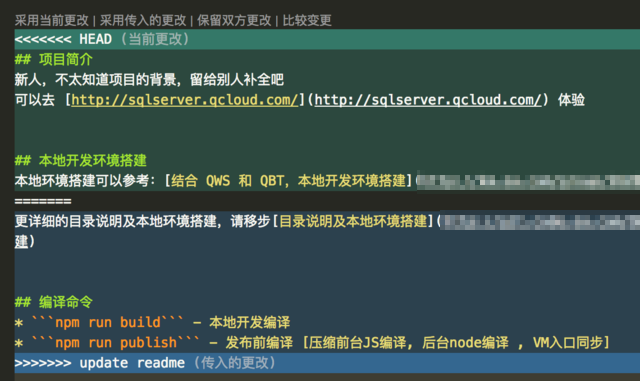 采用当前更改 | 采用传入的更改 | 保留双方更改 | 比较变更
<<<<<<< HEAD (当前更改)
## 项目简介
新人，不太知道项目的背景，留给别人补全吧
可以去 [http://sqlserver.qcloud.com/](http://sqlserver.qcloud.com/) 体验
## 本地开发环境搭建
本地环境搭建可以参考：[结合 QWS 和 QBT，本地开发环境搭建](
=======
更详细的目录说明及本地环境搭建，请移步[目录说明及本地环境搭建](
建)
## 编译命令
* ```npm run build``` - 本地开发编译
* ```npm run publish``` - 发布前编译 [压缩前台JS编译, 后台node编译 , VM入口同步]
>>>>>>> update readme (传入的更改)